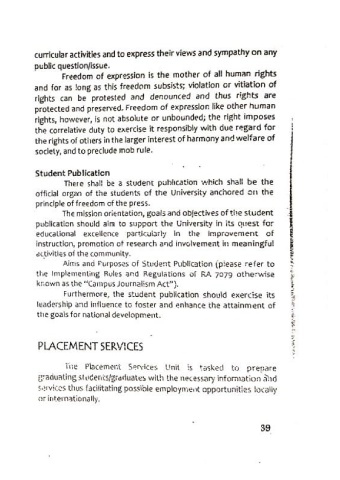 curricular activities and to express their views and sympathy on any
public question/issue.
Freedom of expression is the mother of all human rights
and for as long as this freedom subsists; violation or vitiation of
rights can be protested and denounced and thus rights are
protected and preserved. Freedom of expression like other human
rights, however, is not absolute or unbounded; the right imposes
the correlative duty to exercise it responsibly with due regard for
the rights of others in the larger interest of harmony and welfare of
society, and to preclude mob rule.
Student Publication
There shall be a student publication which shall be the
official organ of the students of the University anchored on the
principle of freedom of the press.
The mission orientation, goals and objectives of the student
publication should aim to support the University in its quest for
educational excellence particularly in the improvement of
instruction, promotion of research and involvement in meaningful
activities of the community.
Aims and Purposes of Student Publication (please refer to
the Implementing Rules and Regulations of RA 7079 otherwise
known as the "Campus Journalism Act").
Furthermore, the student publication should exercise its
leadership and influence to foster and enhance the attainment of
the goals for national development.
PLACEMENT SERVICES
The Placement Services Unit is tasked to prepare
graduating students/graduates with the necessary information and
services thus facilitating possible employment opportunities locally
or internationally.
39